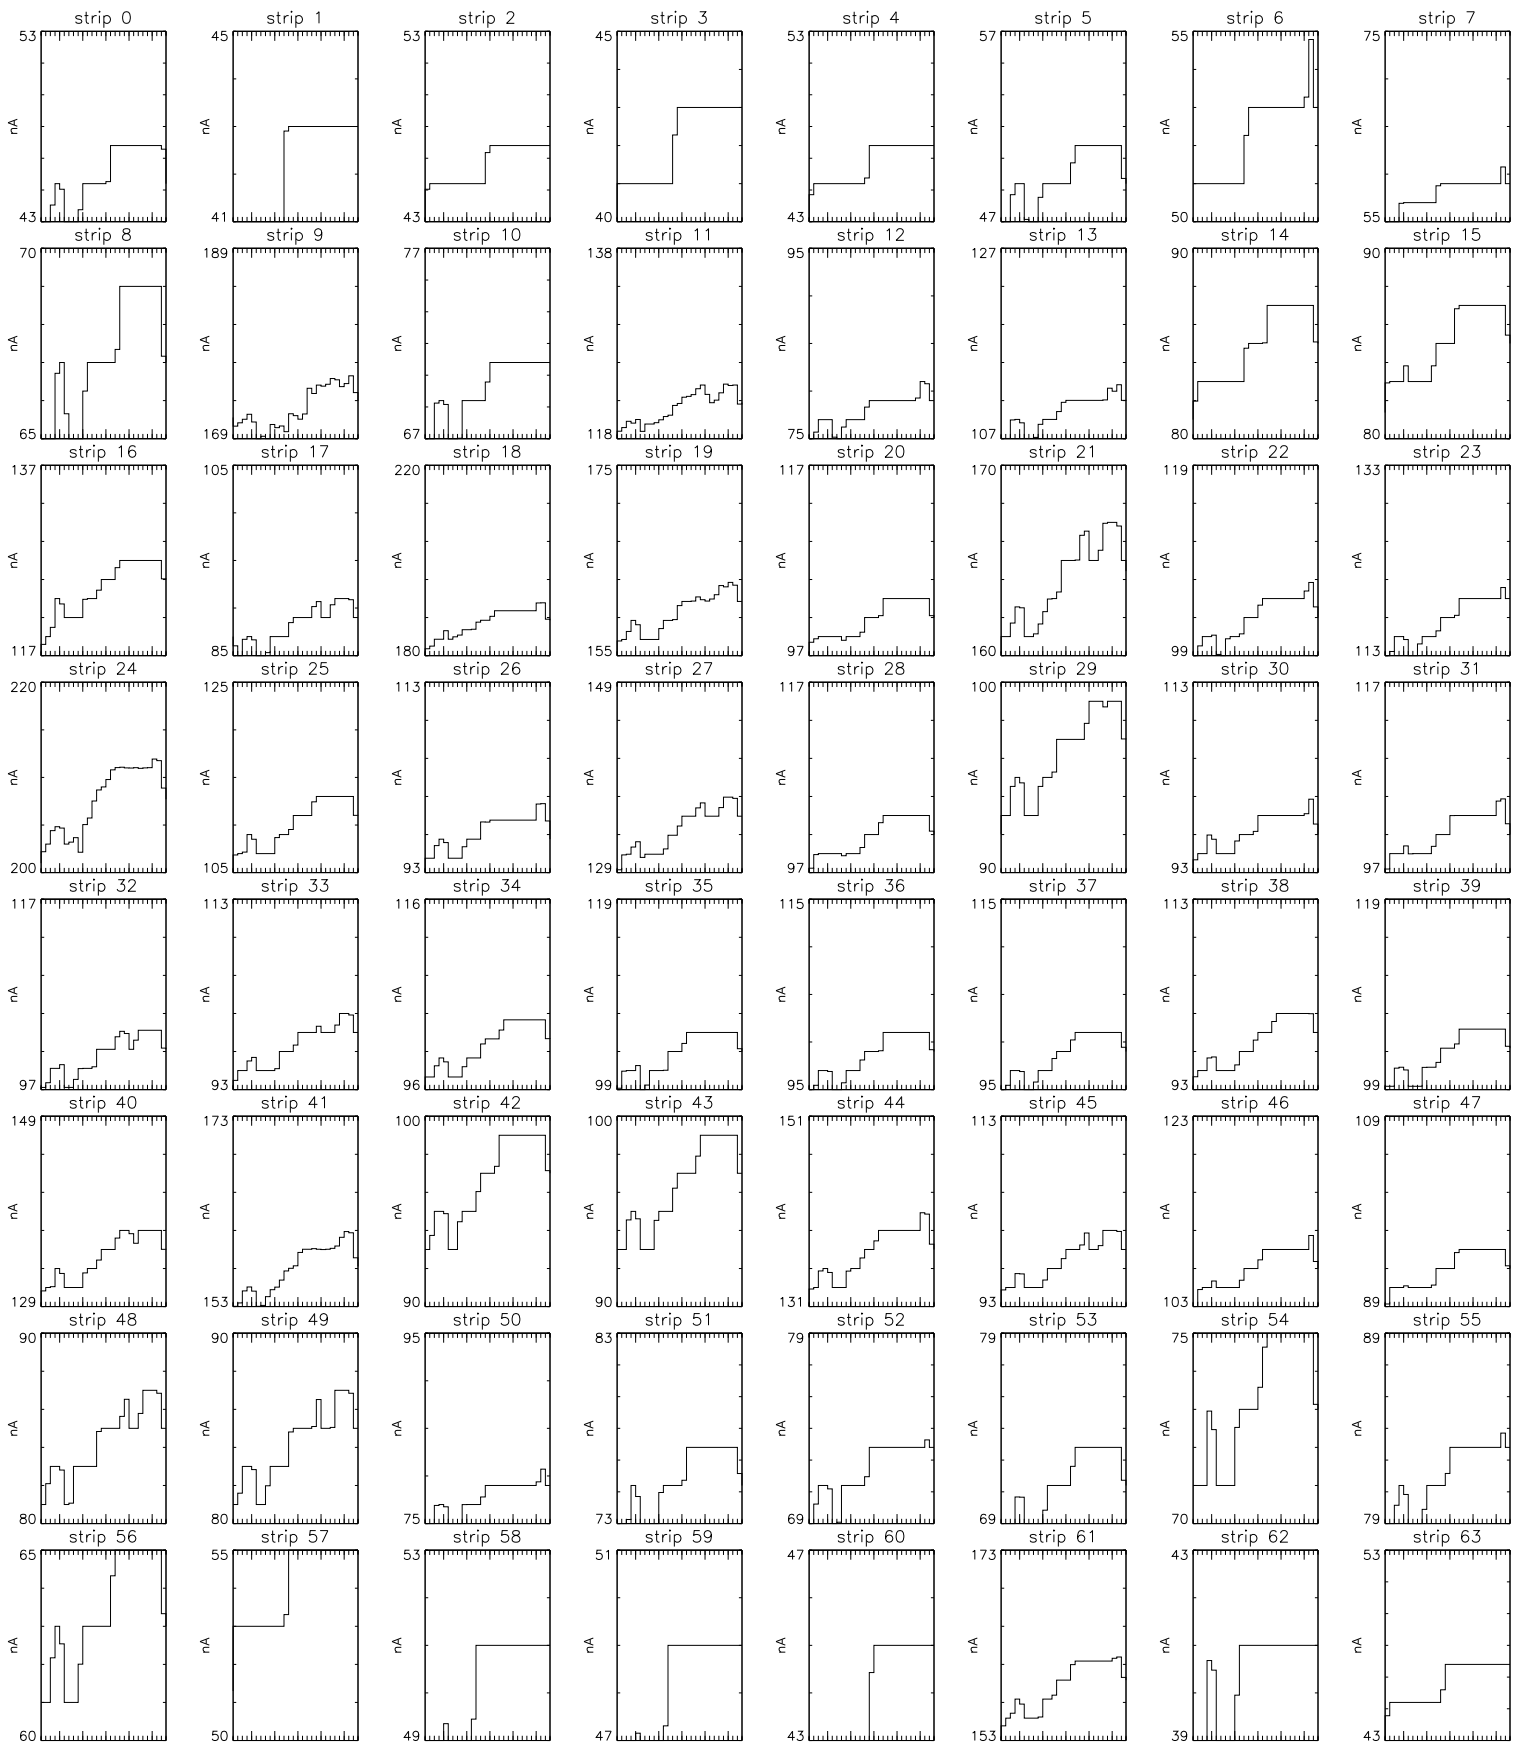 strip 0 strip 1 strip 2 strip 3 strip 4 strip 5 strip 6 strip 7
53 45 53 45 53 57 55 75
nA nA nA nA nA nA nA nA
43 41 43 40 43 47 50 55
strip 8 strip 9 strip 10 strip 11 strip 12 strip 13 strip 14 strip 15
70 189 77 138 95 127 90 90
nA nA nA nA nA nA nA nA
65 169 67 118 75 107 80 80
strip 16 strip 17 strip 18 strip 19 strip 20 strip 21 strip 22 strip 23
137 105 220 175 117 170 119 133
nA nA nA nA nA nA nA nA
117 85 180 155 97 160 99 113
strip 24 strip 25 strip 26 strip 27 strip 28 strip 29 strip 30 strip 31
220 125 113 149 117 100 113 117
nA nA nA nA nA nA nA nA
200 105 93 129 97 90 93 97
strip 32 strip 33 strip 34 strip 35 strip 36 strip 37 strip 38 strip 39
117 113 116 119 115 115 113 119
nA nA nA nA nA nA nA nA
97 93 96 99 95 95 93 99
strip 40 strip 41 strip 42 strip 43 strip 44 strip 45 strip 46 strip 47
149 173 100 100 151 113 123 109
nA nA nA nA nA nA nA nA
129 153 90 90 131 93 103 89
strip 48 strip 49 strip 50 strip 51 strip 52 strip 53 strip 54 strip 55
90 90 95 83 79 79 75 89
nA nA nA nA nA nA nA nA
80 80 75 73 69 69 70 79
strip 56 strip 57 strip 58 strip 59 strip 60 strip 61 strip 62 strip 63
65 55 53 51 47 173 43 53
nA nA nA nA nA nA nA nA
60 50 49 47 43 153 39 43